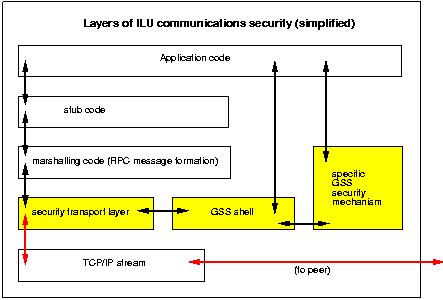 Layers of ILU communications security (simplified)
Application code
stub code
marshalling code (RPC message formation)
specific
GSS
security
mechanism
security transport layer
GSS shell
TCP/IP stream
(to peer)